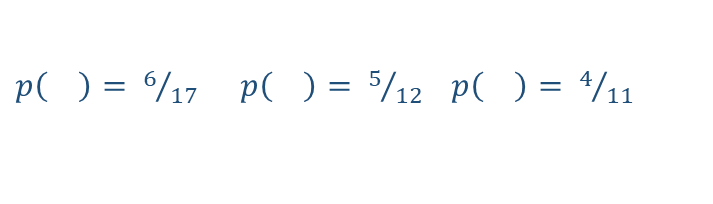 p( ) = 6/17 p( ) = 5/12 p( ) = 4/11